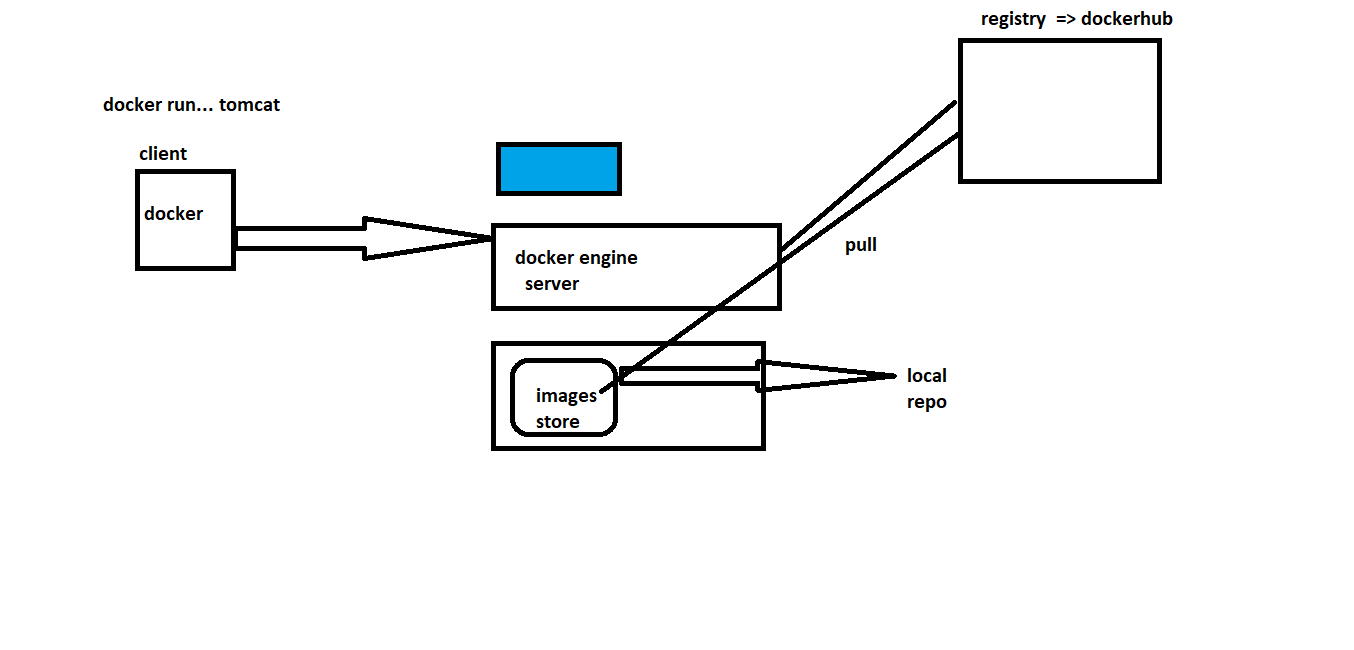 registry => dockerhub
docker run... tomcat
client
docker
docker engine
server
pull
images
store
local
repo